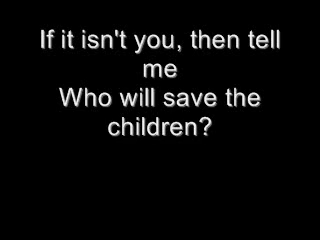 If it isn't you, then tell
me
Who will save the
children?